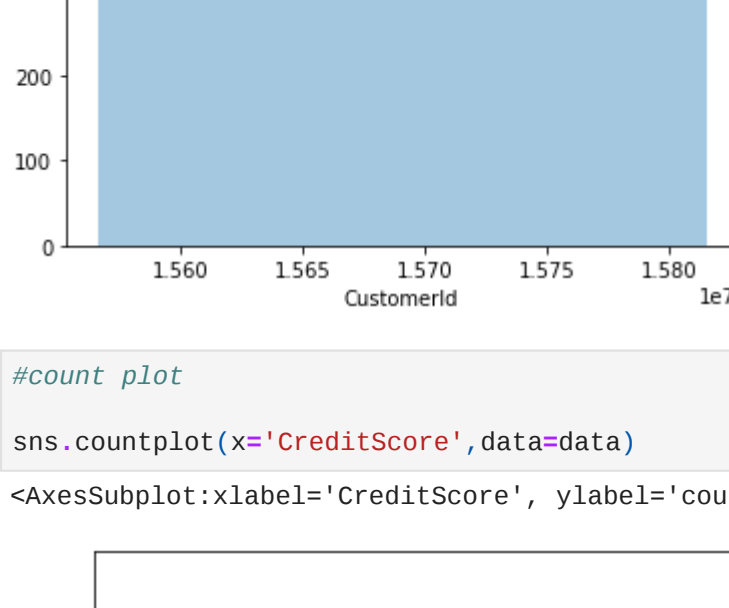 200
100
0
1.560 1.565 1.570 1.575 1.580
CustomerId
#count plot
sns.countplot(x='CreditScore',data=data)
<AxesSubplot:xlabel='CreditScore', ylabel='cou